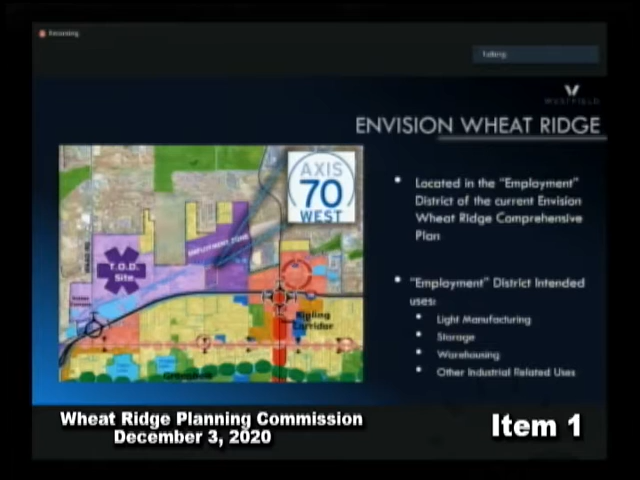 Recording
Talking:
WESTFIELD
ENVISION WHEAT RIDGE
AXIS
70
WEST
EMPLOYMENT ZONE
T.O.D.
Site
Kipling
Corridor
• Located in the "Employment"
District of the current Envision
Wheat Ridge Comprehensive
Plan
• "Employment" District Intended
uses:
• Light Manufacturing
• Storage
• Warehousing
• Other Industrial Related Uses
Wheat Ridge Planning Commission
December 3, 2020
Item 1